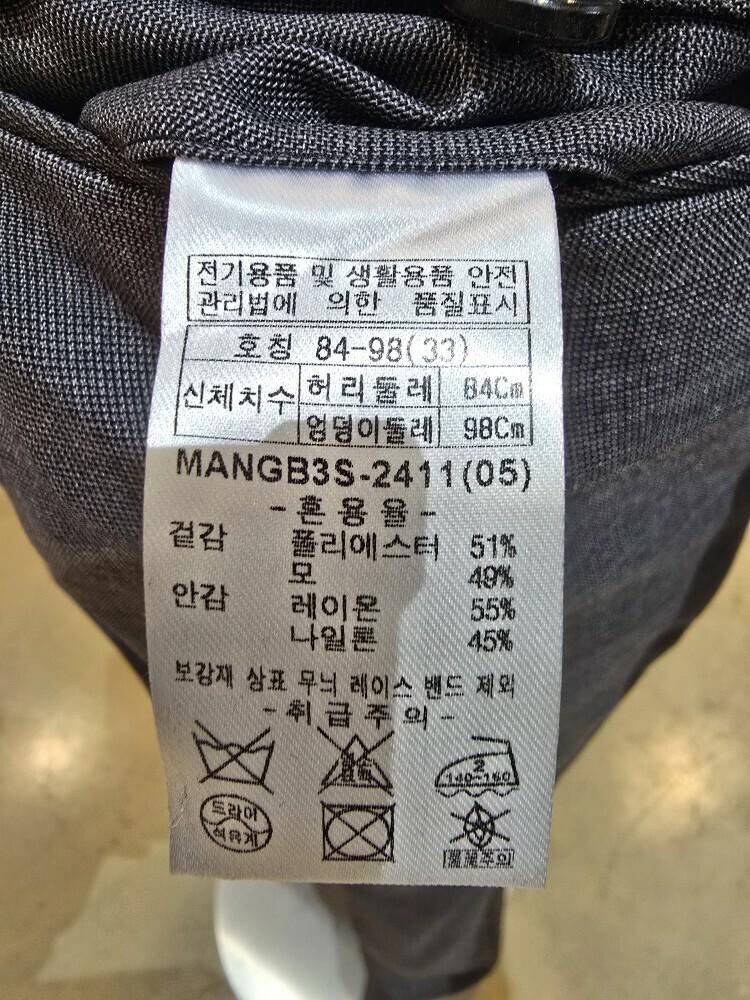 전기용품 및 생활용품 안전
관리법에 의한 품질표시
호칭 84-98(33)
신체치수 허리둘레 84Cm
엉덩이둘레 98Cm
MANGB3S-2411(05)
-혼용율-
겉감 폴리에스터 51%
모 49%
안감 레이온 55%
나일론 45%
보강재 상표 무늬 레이스 밴드 제외
-취급주의-
2
140~160
드라이
석유계